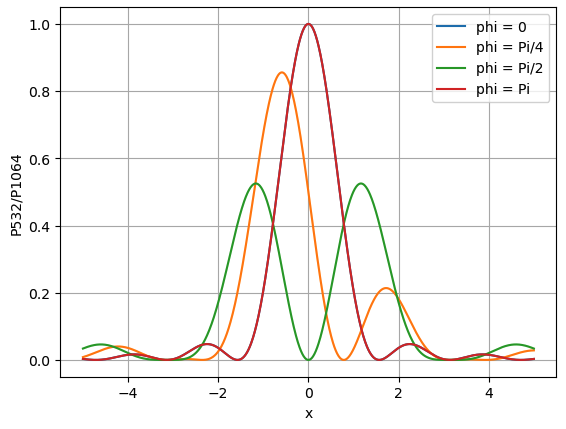 phi = 0
phi = Pi/4
phi = Pi/2
phi = Pi
1.0
0.8
0.6
0.4
0.2
0.0
P532/P1064
−4
−2
0
2
4
x